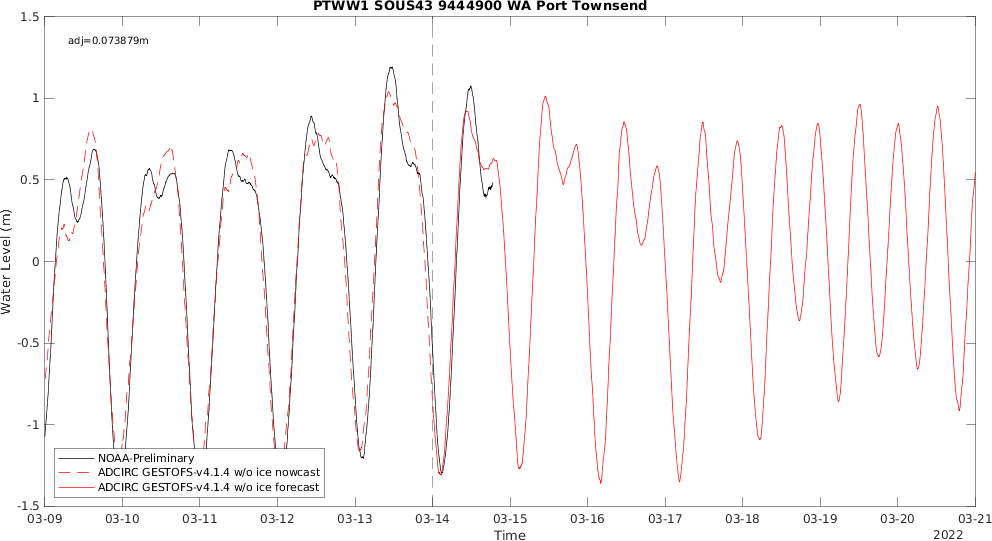 PTWW1 SOUS43 9444900 WA Port Townsend
adj=0.073879m
1.5
1
0.5
0
-0.5
-1
-1.5
Water Level (m)
NOAA-Preliminary
ADCIRC GESTOFS-v4.1.4 w/o ice nowcast
ADCIRC GESTOFS-v4.1.4 w/o ice forecast
03-09 03-10 03-11 03-12 03-13 03-14 03-15 03-16 03-17 03-18 03-19 03-20 03-21
Time
2022